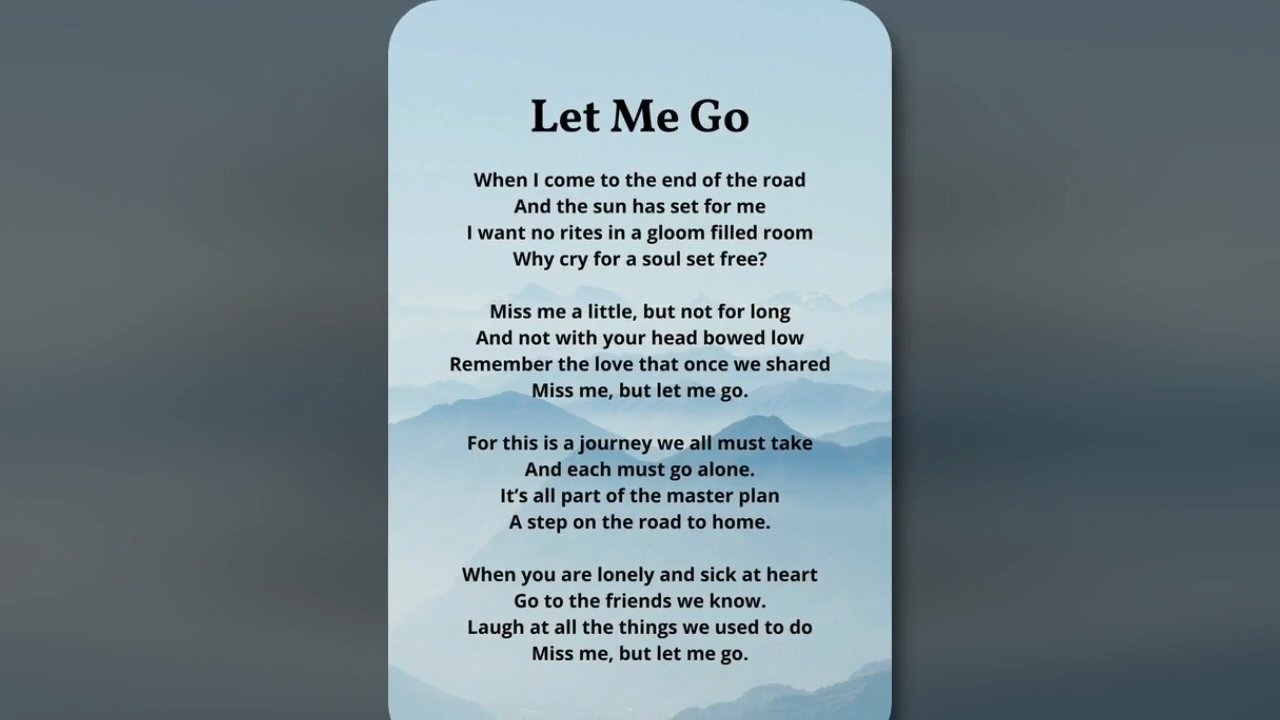 Let Me Go
When I come to the end of the road
And the sun has set for me
I want no rites in a gloom filled room
Why cry for a soul set free?
Miss me a little, but not for long
And not with your head bowed low
Remember the love that once we shared
Miss me, but let me go.
For this is a journey we all must take
And each must go alone.
It’s all part of the master plan
A step on the road to home.
When you are lonely and sick at heart
Go to the friends we know.
Laugh at all the things we used to do
Miss me, but let me go.